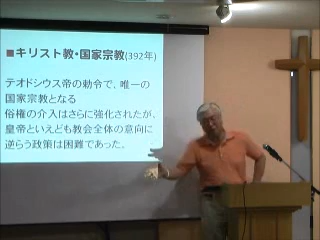 ■キリスト教・国家宗教(392年)
テオドシウス帝の勅令で、唯一の
国家宗教となる
俗権の介入はさらに強化されたが、
皇帝といえども教会全体の意向に
逆らう政策は困難であった。